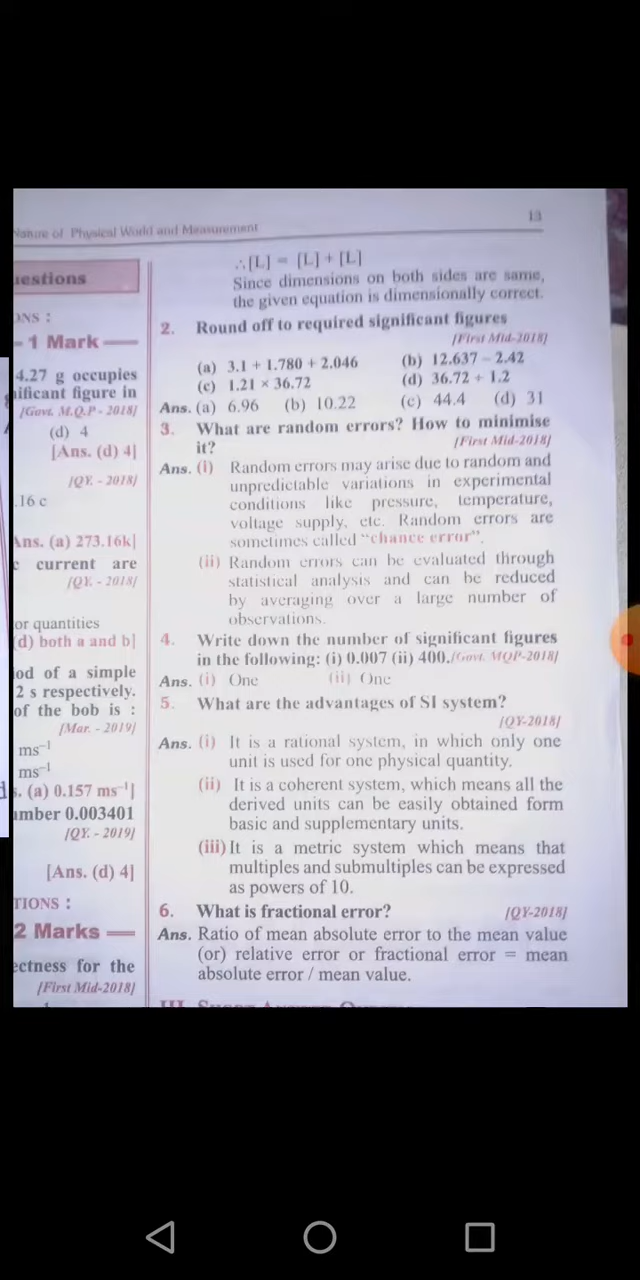 Nature of Physical World and Measurement
13
uestions
ONS :
1 Mark
4.27 g occupies
ificant figure in
[Govt. M.Q.P - 2018]
(d) 4
[Ans. (d) 4]
[QY. - 2018]
.16 c
Ans. (a) 273.16k]
c current are
[QY. - 2018]
or quantities
(d) both a and b]
iod of a simple
2 s respectively.
of the bob is :
[Mar. - 2019]
ms⁻¹
ms⁻¹
s. (a) 0.157 ms⁻¹]
umber 0.003401
[QY. - 2019]
[Ans. (d) 4]
TIONS :
2 Marks
ectness for the
[First Mid-2018]
∴[L] = [L] + [L]
Since dimensions on both sides are same,
the given equation is dimensionally correct.
2. Round off to required significant figures
[First Mid-2018]
(a) 3.1 + 1.780 + 2.046 (b) 12.637 – 2.42
(c) 1.21 × 36.72 (d) 36.72 ÷ 1.2
Ans. (a) 6.96 (b) 10.22 (c) 44.4 (d) 31
3. What are random errors? How to minimise
it? [First Mid-2018]
Ans. (i) Random errors may arise due to random and
unpredictable variations in experimental
conditions like pressure, temperature,
voltage supply, etc. Random errors are
sometimes called “chance error”.
(ii) Random errors can be evaluated through
statistical analysis and can be reduced
by averaging over a large number of
observations.
4. Write down the number of significant figures
in the following: (i) 0.007 (ii) 400. [Govt. MQP-2018]
Ans. (i) One (ii) One
5. What are the advantages of SI system?
[QY-2018]
Ans. (i) It is a rational system, in which only one
unit is used for one physical quantity.
(ii) It is a coherent system, which means all the
derived units can be easily obtained form
basic and supplementary units.
(iii) It is a metric system which means that
multiples and submultiples can be expressed
as powers of 10.
6. What is fractional error? [QY-2018]
Ans. Ratio of mean absolute error to the mean value
(or) relative error or fractional error = mean
absolute error / mean value.